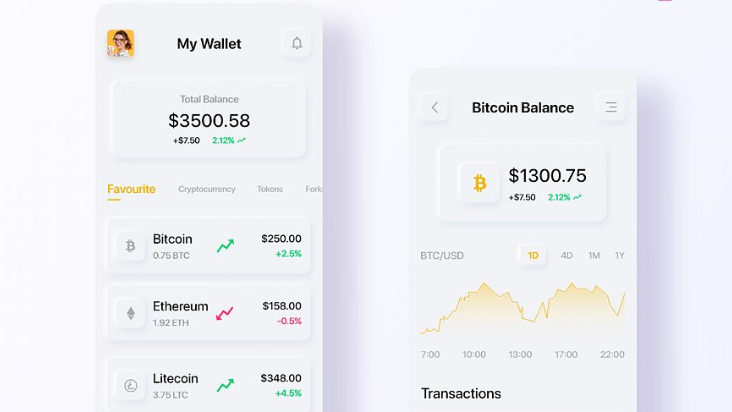 My Wallet
Total Balance
$3500.58
+$7.50 2.12%
Favourite Cryptocurrency Tokens
Bitcoin
0.75 BTC
$250.00
+2.5%
Ethereum
1.92 ETH
$158.00
-0.5%
Litecoin
3.75 LTC
$348.00
+4.5%
Bitcoin Balance
$1300.75
+$7.50 2.12%
BTC/USD 1D 4D 1M 1Y
7:00 10:00 13:00 17:00 22:00
Transactions